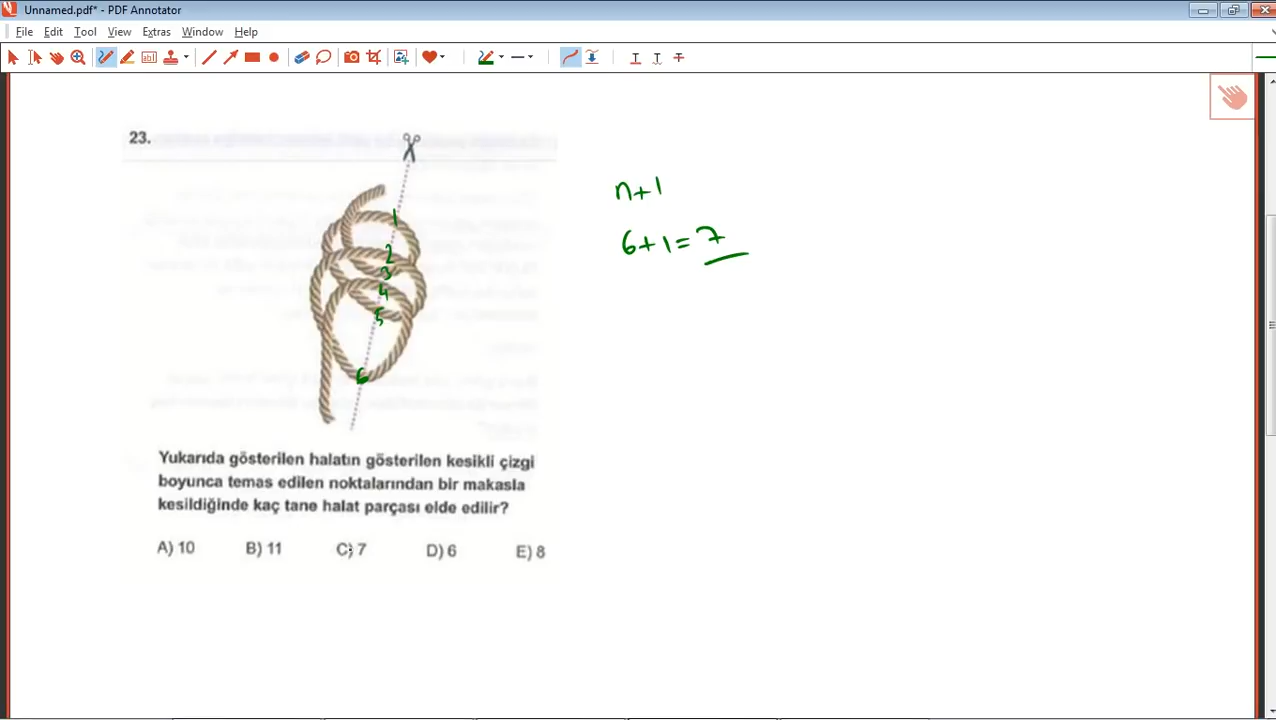 Unnamed.pdf* - PDF Annotator
File Edit Tool View Extras Window Help
23.
1
2
3
4
5
6
n+1
6+1=7
Yukarıda gösterilen halatın gösterilen kesikli çizgi
boyunca temas edilen noktalarından bir makasla
kesildiğinde kaç tane halat parçası elde edilir?
A) 10 B) 11 C) 7 D) 6 E) 8